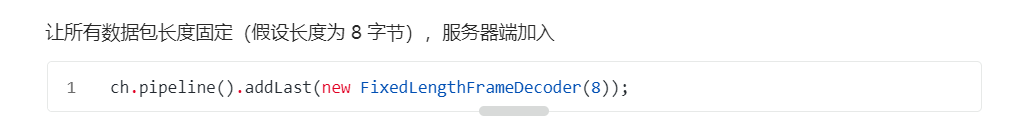 让所有数据包长度固定（假设长度为 8 字节），服务器端加入
1 ch.pipeline().addLast(new FixedLengthFrameDecoder(8));